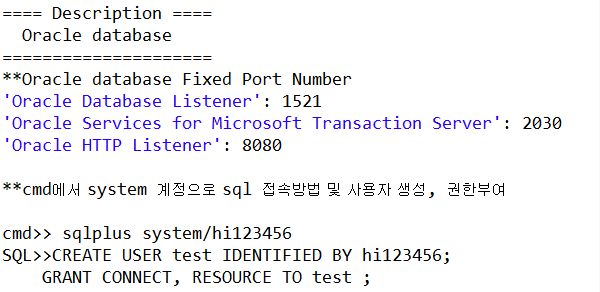 ==== Description ====
Oracle database
=====================
**Oracle database Fixed Port Number
'Oracle Database Listener': 1521
'Oracle Services for Microsoft Transaction Server': 2030
'Oracle HTTP Listener': 8080
**cmd에서 system 계정으로 sql 접속방법 및 사용자 생성, 권한부여
cmd>> sqlplus system/hi123456
SQL>>CREATE USER test IDENTIFIED BY hi123456;
GRANT CONNECT, RESOURCE TO test ;